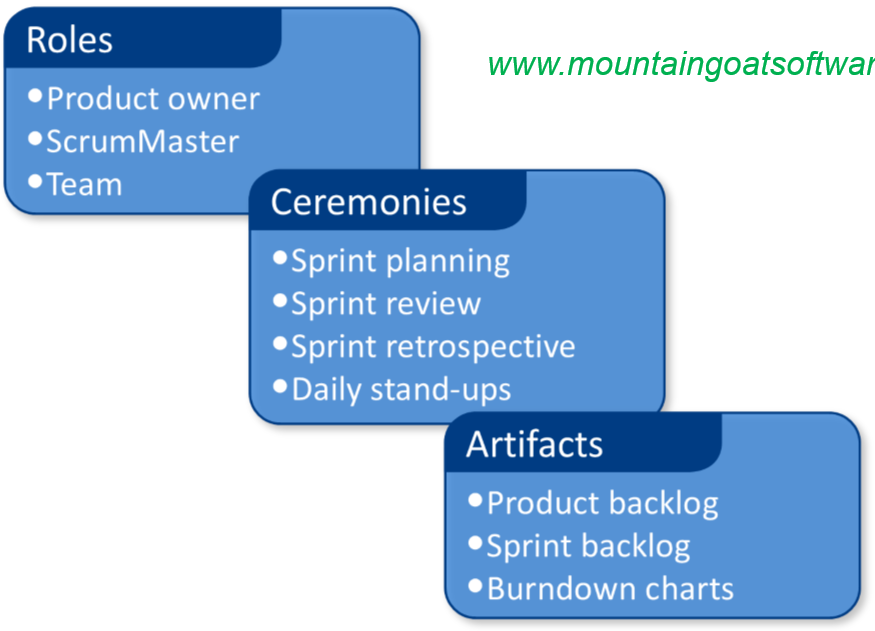 Roles
www.mountaingoatsoftwar
•Product owner
•ScrumMaster
•Team
Ceremonies
•Sprint planning
•Sprint review
•Sprint retrospective
•Daily stand-ups
Artifacts
•Product backlog
•Sprint backlog
•Burndown charts